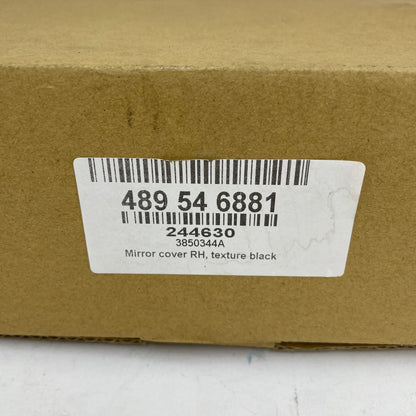 489 54 6881
244630
3850344A
Mirror cover RH, texture black